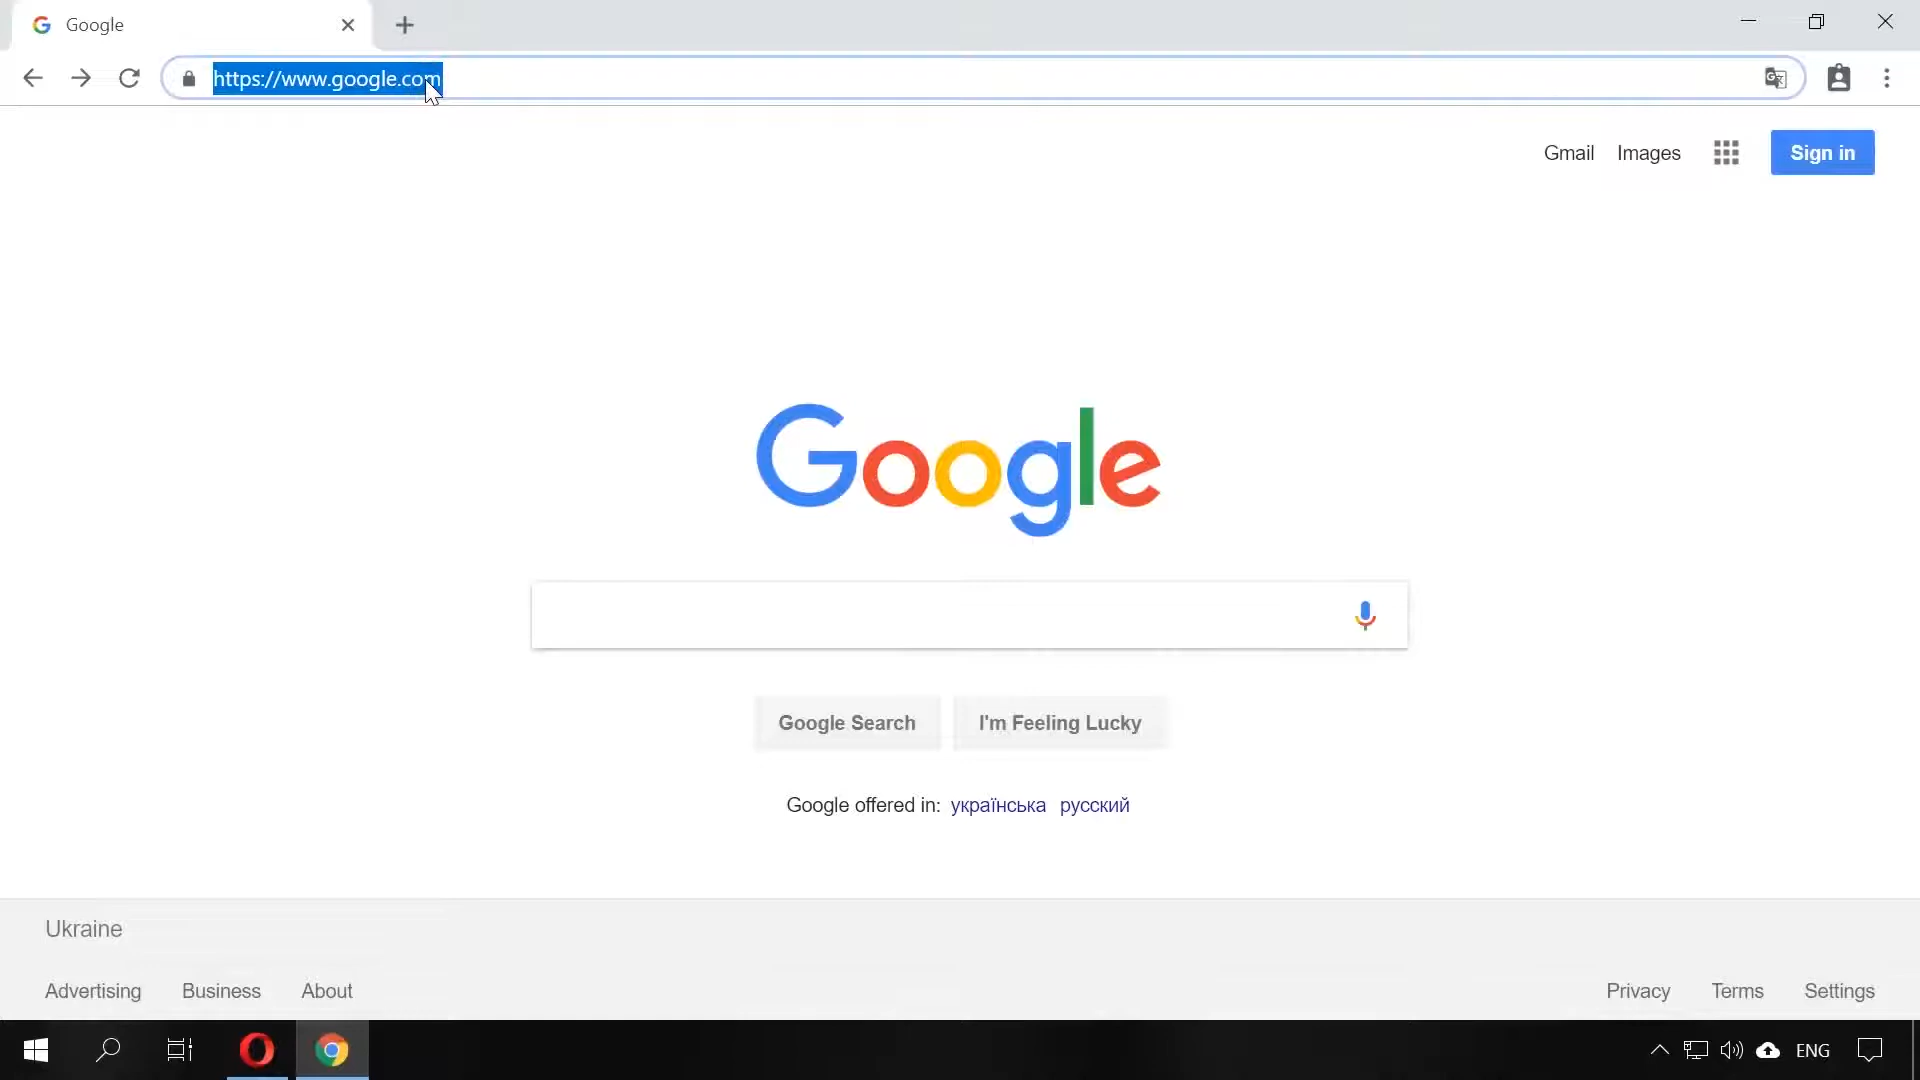 Google
https://www.google.com
Gmail Images Sign in
Google
Google Search I'm Feeling Lucky
Google offered in: українська русский
Ukraine
Advertising Business About Privacy Terms Settings
ENG